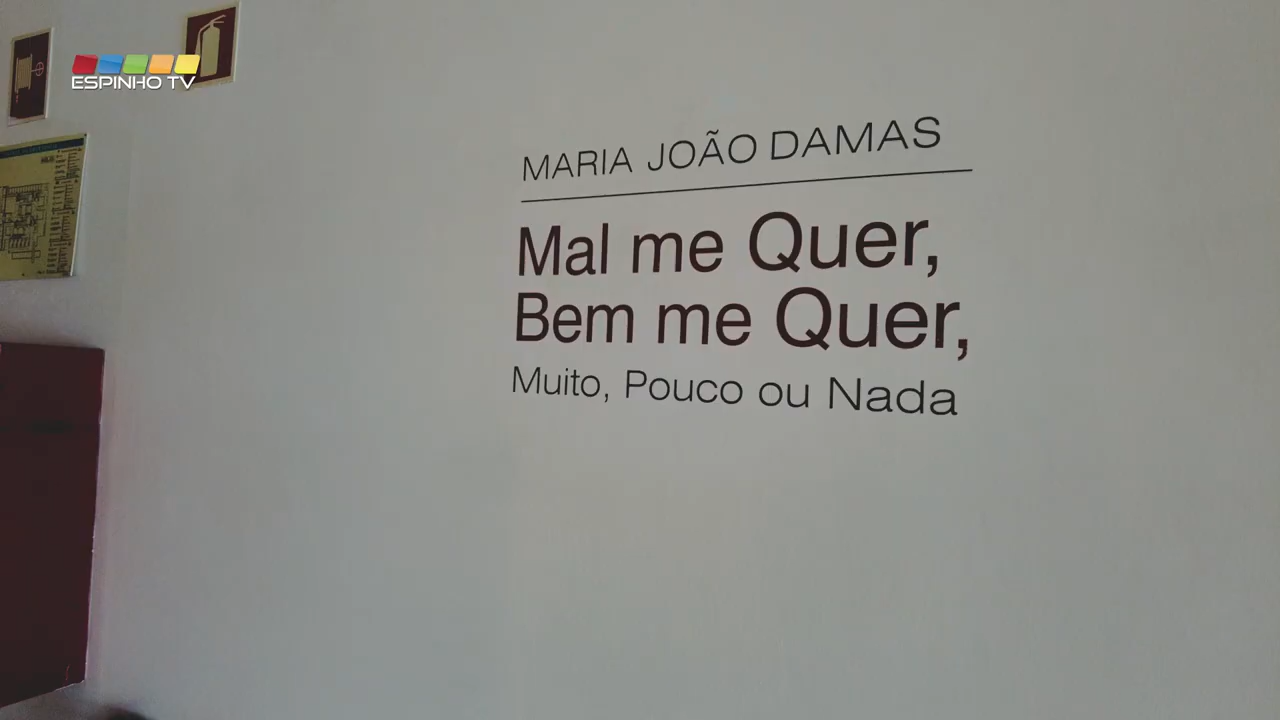 ESPINHO TV
MARIA JOÃO DAMAS
Mal me Quer,
Bem me Quer,
Muito, Pouco ou Nada